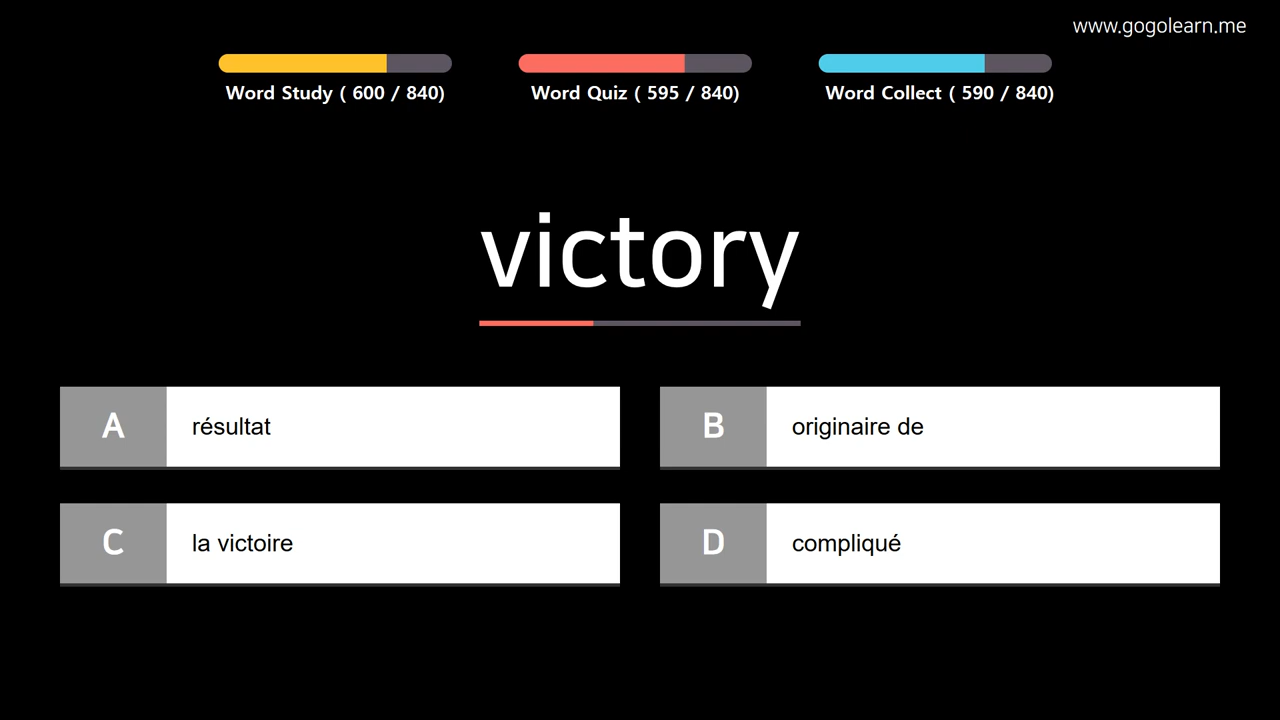 www.gogolearn.me
Word Study ( 600 / 840)
Word Quiz ( 595 / 840)
Word Collect ( 590 / 840)
victory
A
résultat
B
originaire de
C
la victoire
D
compliqué